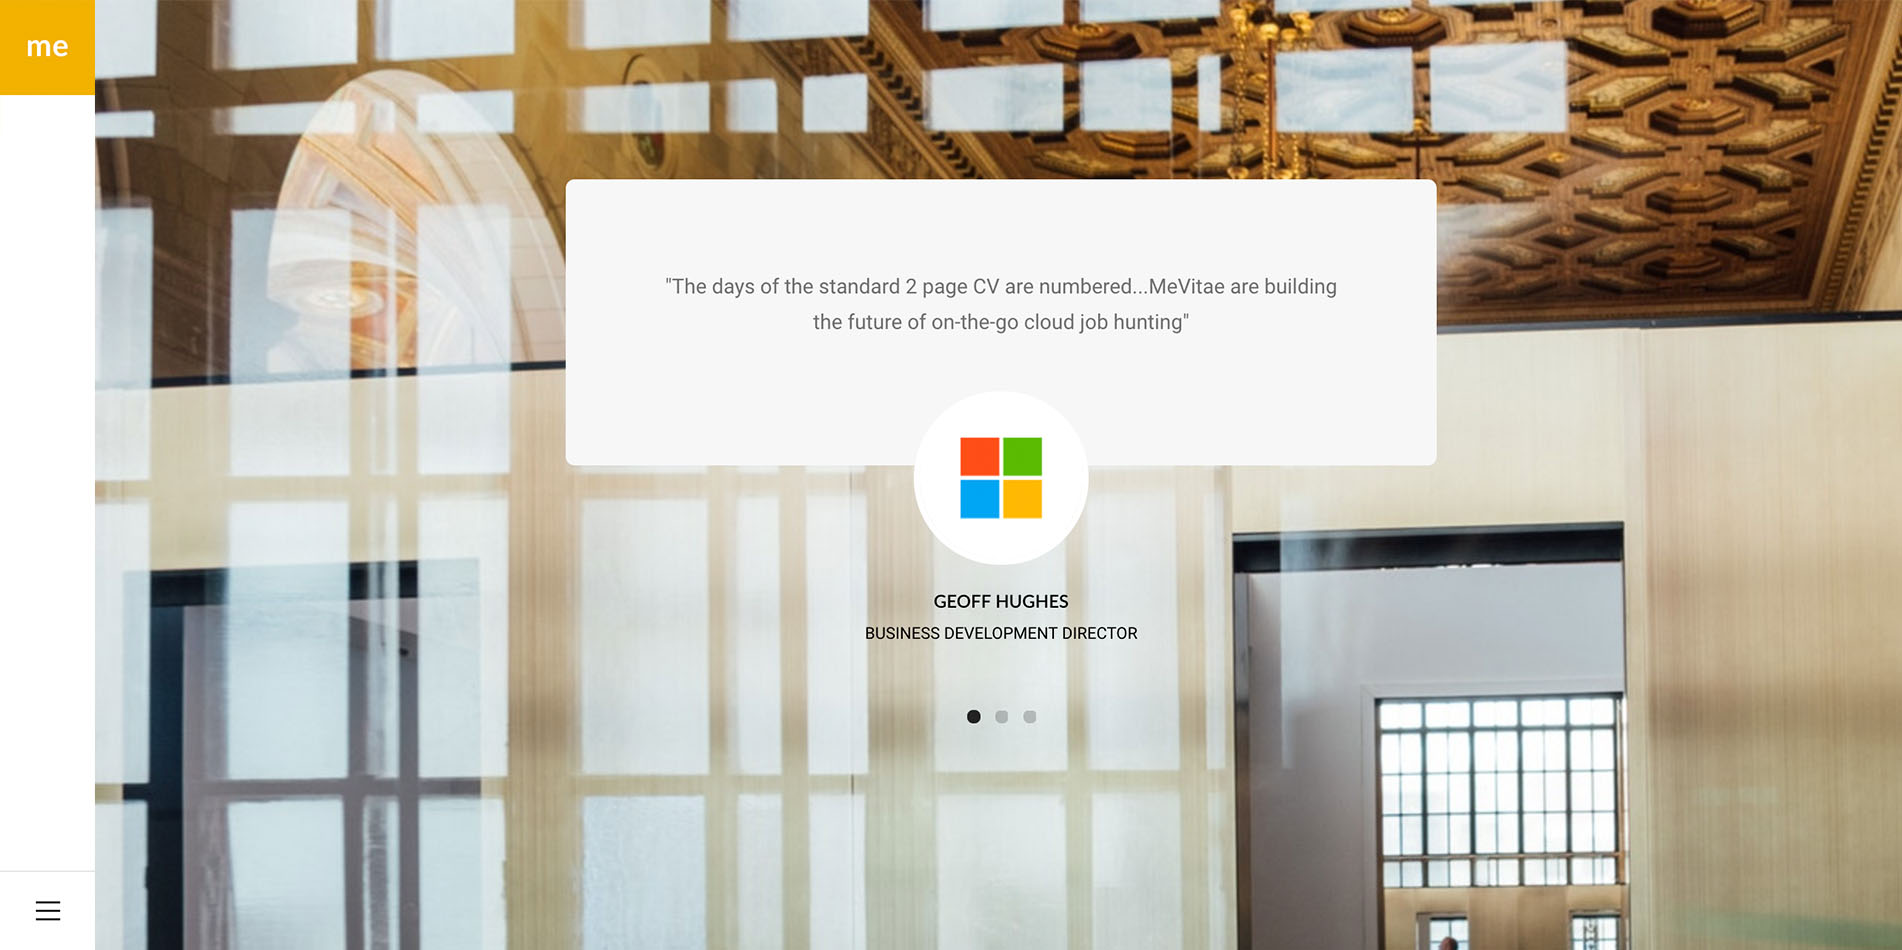 me
"The days of the standard 2 page CV are numbered...MeVitae are building
the future of on-the-go cloud job hunting"
GEOFF HUGHES
BUSINESS DEVELOPMENT DIRECTOR